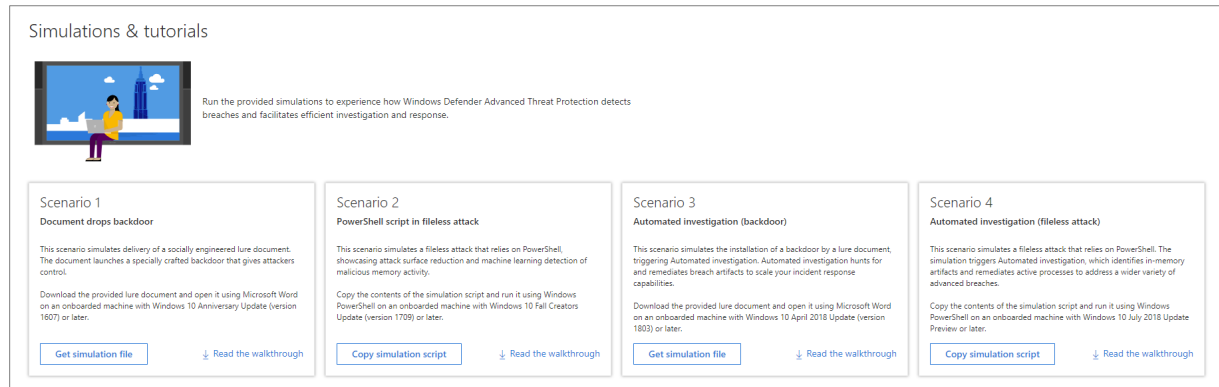 Simulations & tutorials
Run the provided simulations to experience how Windows Defender Advanced Threat Protection detects
breaches and facilitates efficient investigation and response.
Scenario 1
Document drops backdoor
This scenario simulates delivery of a socially engineered lure document.
The document launches a specially crafted backdoor that gives attackers
control.
Download the provided lure document and open it using Microsoft Word
on an onboarded machine with Windows 10 Anniversary Update (version
1607) or later.
Get simulation file
Read the walkthrough
Scenario 2
PowerShell script in fileless attack
This scenario simulates a fileless attack that relies on PowerShell,
showcasing attack surface reduction and machine learning detection of
malicious memory activity.
Copy the contents of the simulation script and run it using Windows
PowerShell on an onboarded machine with Windows 10 Fall Creators
Update (version 1709) or later.
Copy simulation script
Read the walkthrough
Scenario 3
Automated investigation (backdoor)
This scenario simulates the installation of a backdoor by a lure document,
triggering Automated investigation. Automated investigation hunts for
and remediates breach artifacts to scale your incident response
capabilities.
Download the provided lure document and open it using Microsoft Word
on an onboarded machine with Windows 10 April 2018 Update (version
1803) or later.
Get simulation file
Read the walkthrough
Scenario 4
Automated investigation (fileless attack)
This scenario simulates a fileless attack that relies on PowerShell. The
simulation triggers Automated investigation, which identifies in-memory
artifacts and remediates active processes to address a wider variety of
advanced breaches.
Copy the contents of the simulation script and run it using Windows
PowerShell on an onboarded machine with Windows 10 July 2018 Update
Preview or later.
Copy simulation script
Read the walkthrough